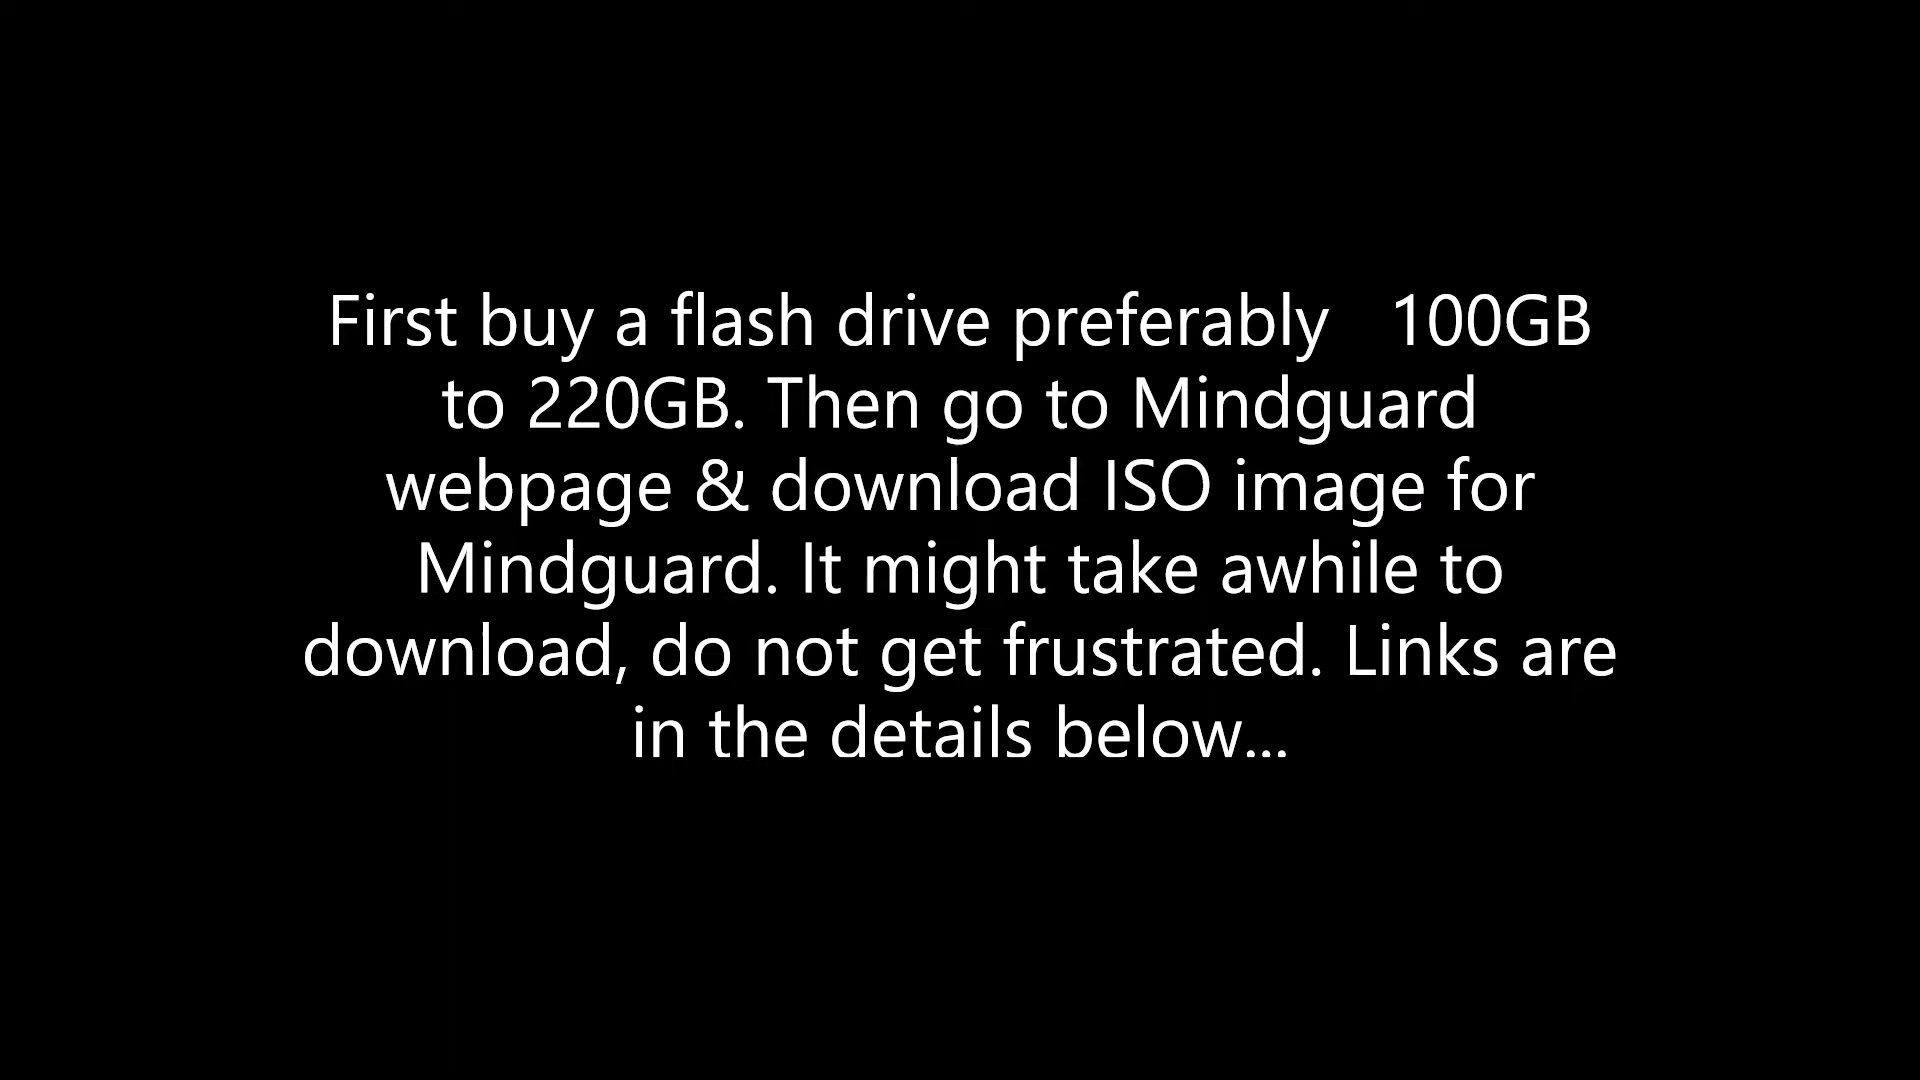 First buy a flash drive preferably   100GB
to 220GB. Then go to Mindguard
webpage & download ISO image for
Mindguard. It might take awhile to
download, do not get frustrated. Links are
in the details below...